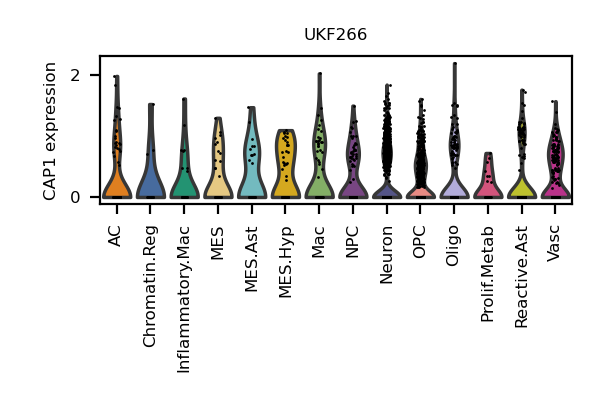 UKF266
CAP1 expression
2
0
AC
Chromatin.Reg
Inflammatory.Mac
MES
MES.Ast
MES.Hyp
Mac
NPC
Neuron
OPC
Oligo
Prolif.Metab
Reactive.Ast
Vasc